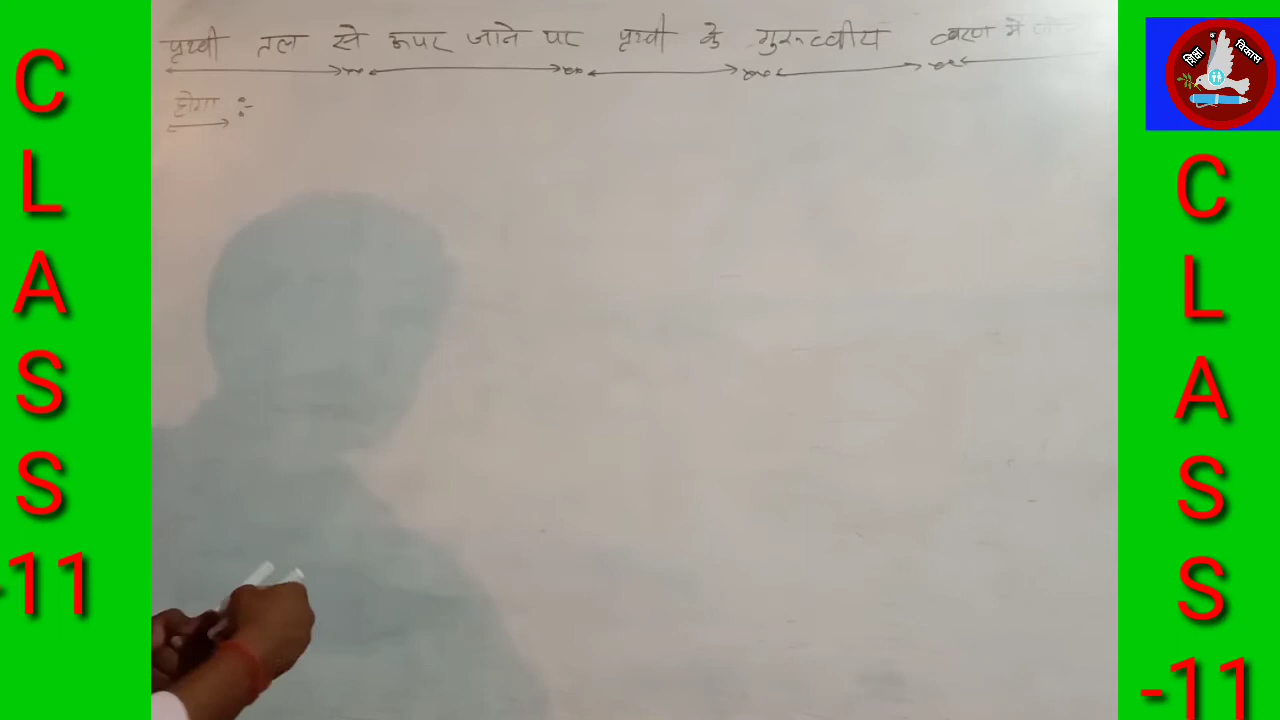 पृथ्वी तल से ऊपर जाने पर पृथ्वी के गुरुत्वीय त्वरण में
होगा :-
CLASS
-11
शिक्षा विकास
CLASS
-11